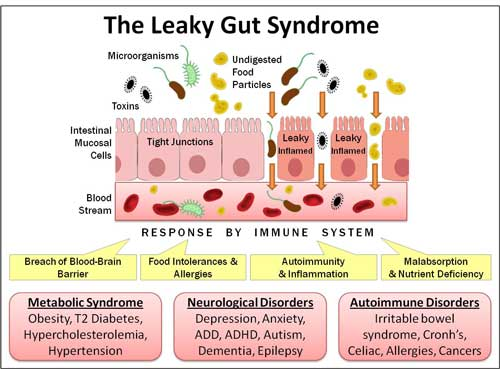 The Leaky Gut Syndrome
Microorganisms
Undigested
Food
Particles
Toxins
Intestinal
Mucosal
Cells
Tight Junctions
Leaky
Inflamed
Leaky
Inflamed
Blood
Stream
RESPONSE BY IMMUNE SYSTEM
Breach of Blood-Brain
Barrier
Food Intolerances &
Allergies
Autoimmunity
& Inflammation
Malabsorption
& Nutrient Deficiency
Metabolic Syndrome
Obesity, T2 Diabetes,
Hypercholesterolemia,
Hypertension
Neurological Disorders
Depression, Anxiety,
ADD, ADHD, Autism,
Dementia, Epilepsy
Autoimmune Disorders
Irritable bowel
syndrome, Cronh's,
Celiac, Allergies, Cancers